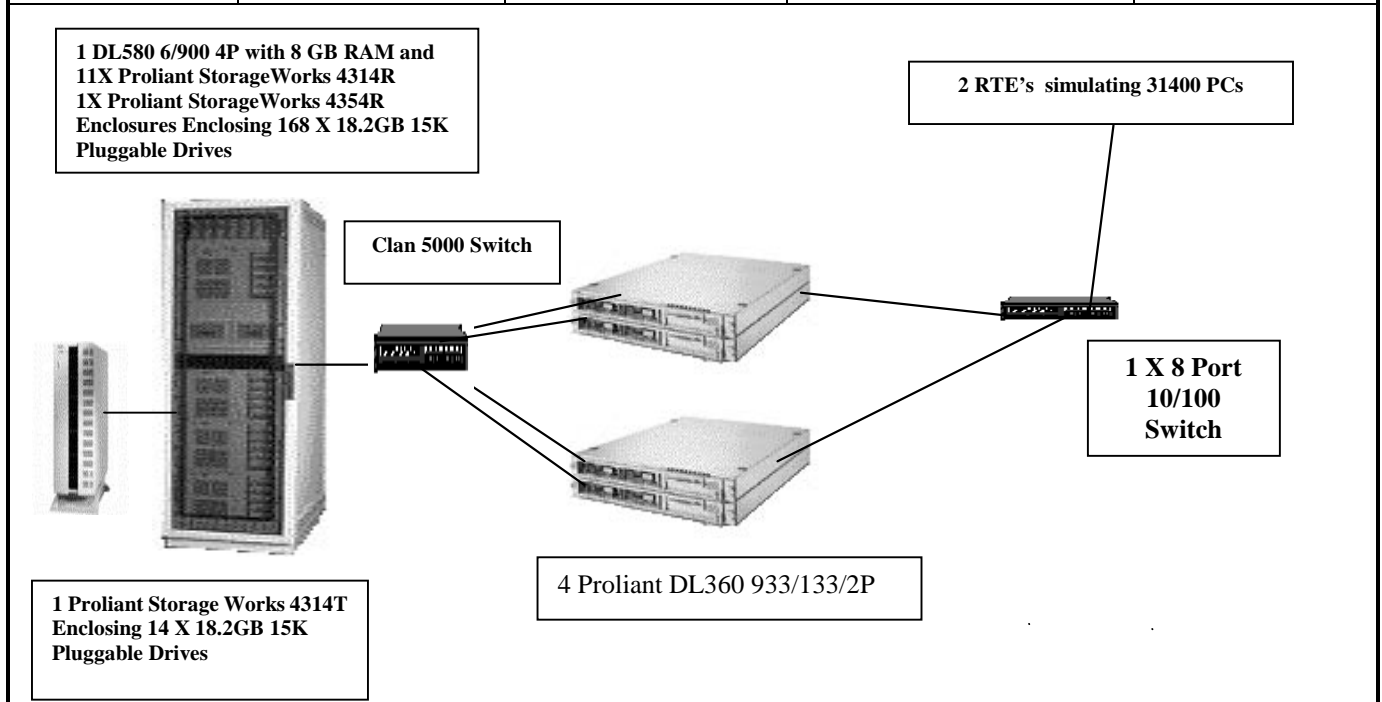 1 DL580 6/900 4P with 8 GB RAM and
11X Proliant StorageWorks 4314R
1X Proliant StorageWorks 4354R
Enclosures Enclosing 168 X 18.2GB 15K
Pluggable Drives
2 RTE's simulating 31400 PCs
Clan 5000 Switch
1 X 8 Port
10/100
Switch
4 Proliant DL360 933/133/2P
1 Proliant Storage Works 4314T
Enclosing 14 X 18.2GB 15K
Pluggable Drives